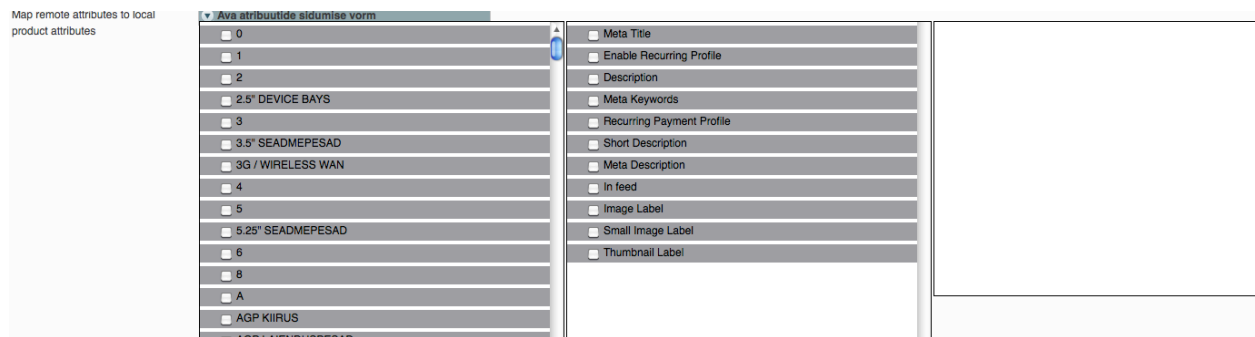 Map remote attributes to local
product attributes
Ava atribuutide sidumise vorm
0
1
2
2.5" DEVICE BAYS
3
3.5" SEADMEPESAD
3G / WIRELESS WAN
4
5
5.25" SEADMEPESAD
6
8
A
AGP KIIRUS
Meta Title
Enable Recurring Profile
Description
Meta Keywords
Recurring Payment Profile
Short Description
Meta Description
In feed
Image Label
Small Image Label
Thumbnail Label